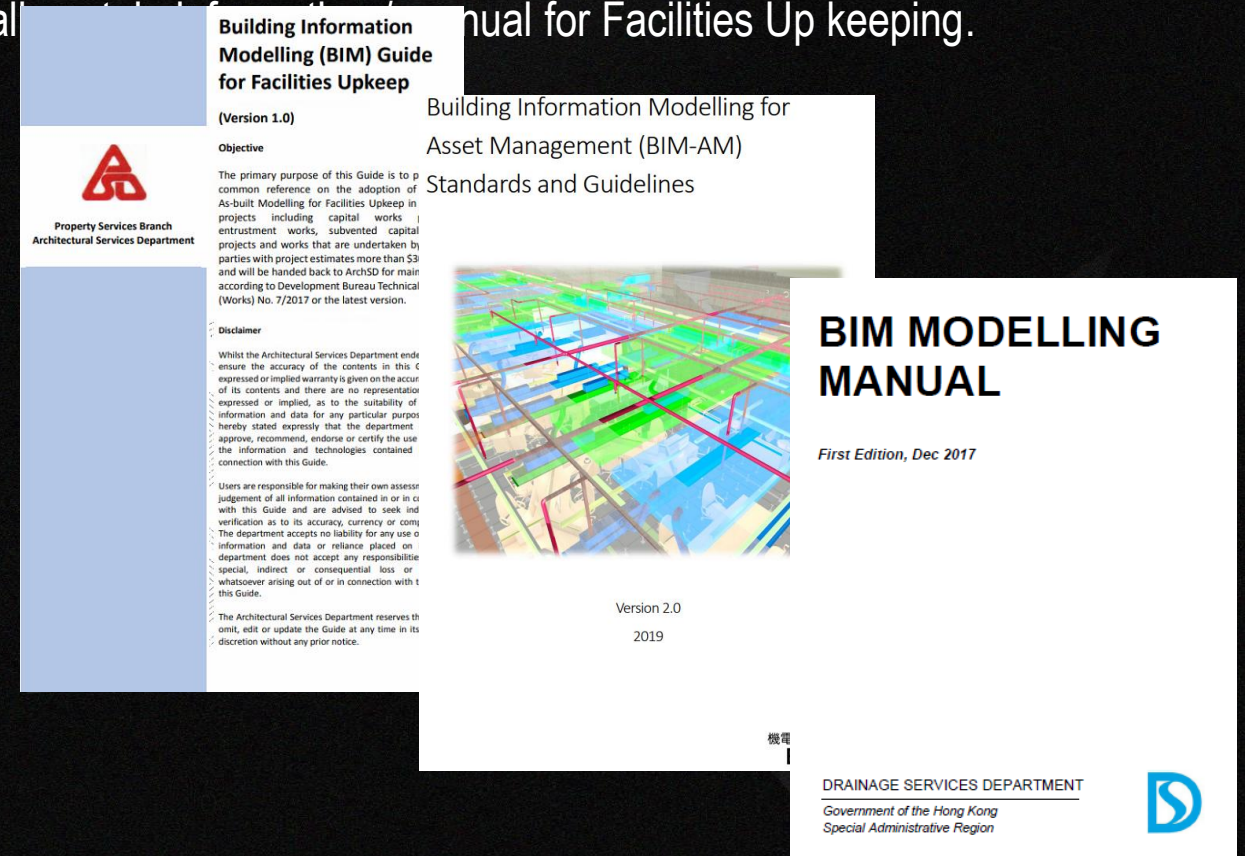 nual for Facilities Up keeping.
Building Information
Modelling (BIM) Guide
for Facilities Upkeep
(Version 1.0)
Objective
The primary purpose of this Guide is to
common reference on the adoption of
As-built Modelling for Facilities Upkeep in
projects including capital works
entrustment works, subvented capital
projects and works that are undertaken by
parties with project estimates more than
and will be handed back to ArchSD for
according to Development Bureau Technical
(Works) No. 7/2017 or the latest version.
Disclaimer
Whilst the Architectural Services Department
ensure the accuracy of the contents in this
expressed or implied warranty is given on the
of its contents and there are no
expressed or implied, as to the suitability of
information and data for any particular
hereby stated expressly that the department
approve, recommend, endorse or certify the use
the information and technologies contained
connection with this Guide.
Users are responsible for making their own
judgement of all information contained in or in
with this Guide and are advised to seek
verification as to its accuracy, currency or
The department accepts no liability for any use
information and data or reliance placed on
department does not accept any
special, indirect or consequential loss or
whatsoever arising out of or in connection with
this Guide.
The Architectural Services Department reserves
omit, edit or update the Guide at any time in its
discretion without any prior notice.
Property Services Branch
Architectural Services Department
Building Information Modelling for
Asset Management (BIM-AM)
Standards and Guidelines
Version 2.0
2019
機電
BIM MODELLING
MANUAL
First Edition, Dec 2017
DRAINAGE SERVICES DEPARTMENT
Government of the Hong Kong
Special Administrative Region